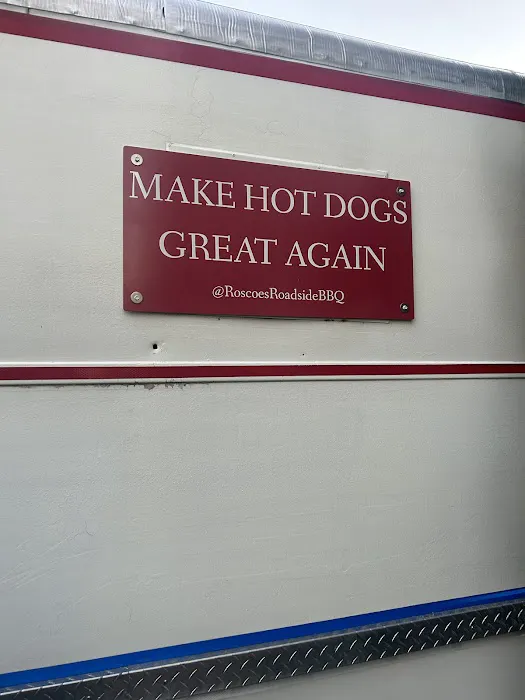 MAKE HOT DOGS
GREAT AGAIN
@RoscoesRoadsideBBQ